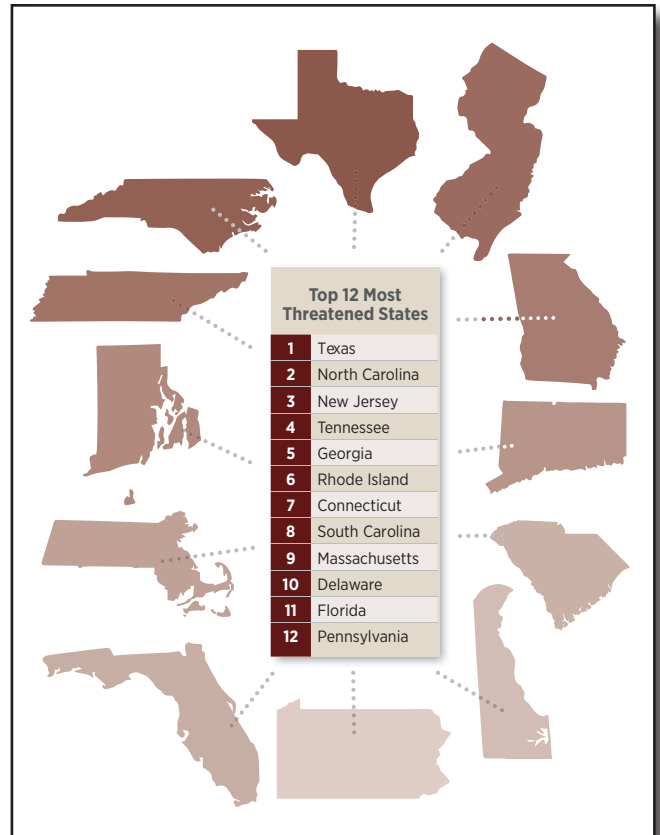 Top 12 Most
Threatened States
1 Texas
2 North Carolina
3 New Jersey
4 Tennessee
5 Georgia
6 Rhode Island
7 Connecticut
8 South Carolina
9 Massachusetts
10 Delaware
11 Florida
12 Pennsylvania